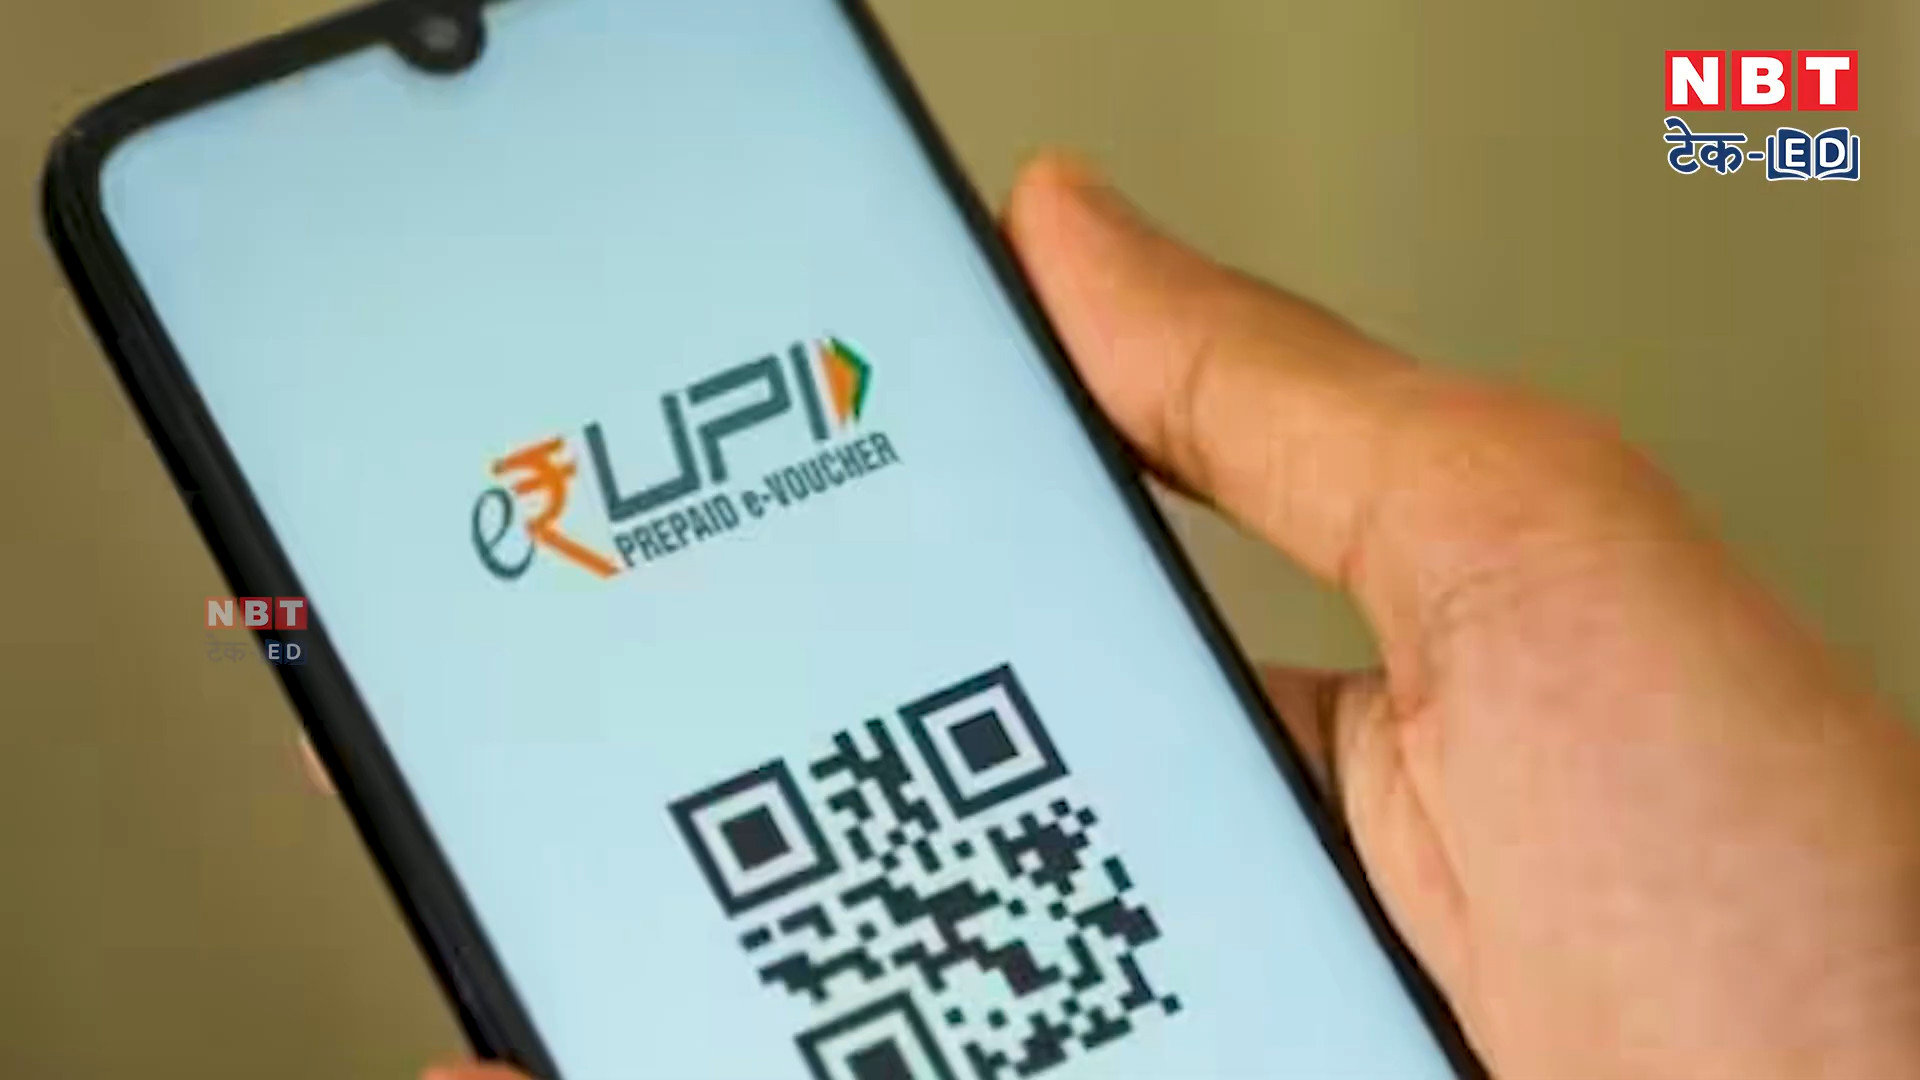 NBT
टेक-ED
e₹ UPI
PREPAID e-VOUCHER
NBT
टेक-ED